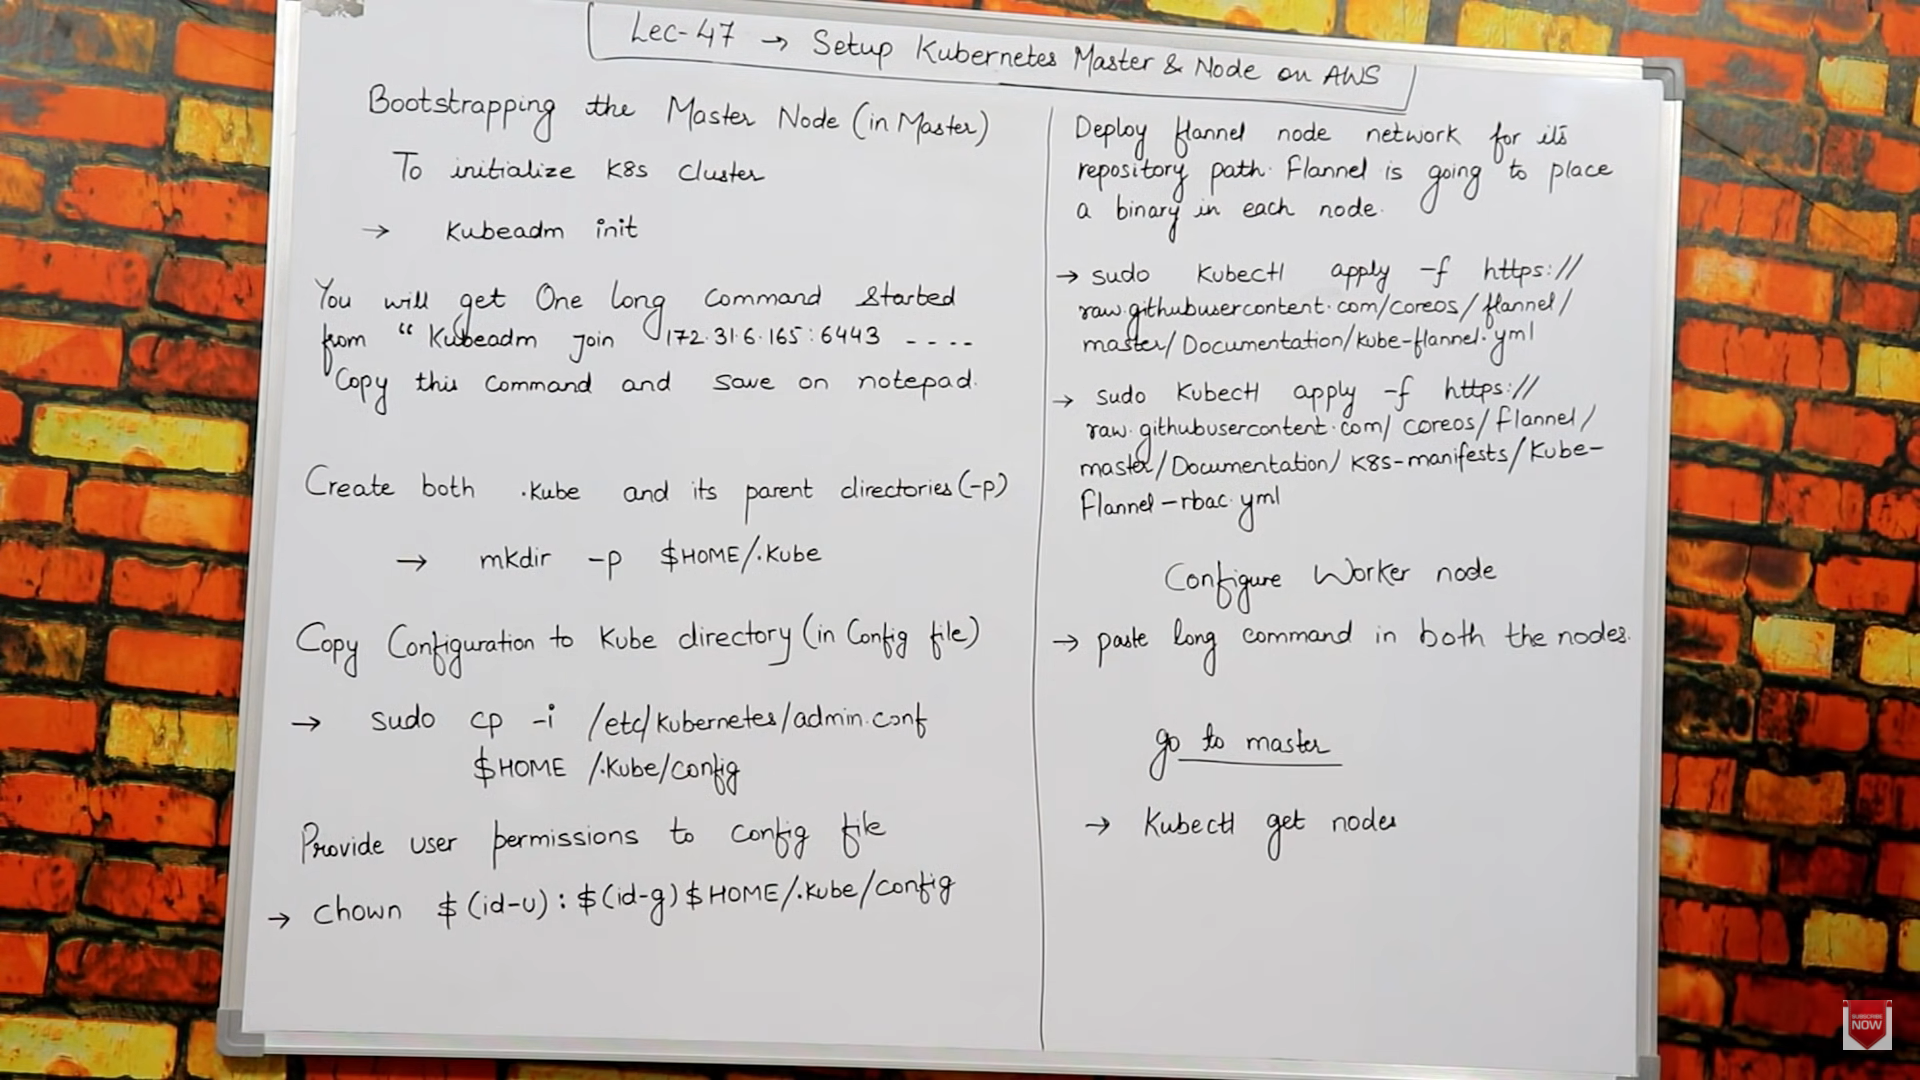 Lec-47 → Setup Kubernetes Master & Node on AWS
Bootstrapping the Master Node (in Master)
To initialize K8s cluster
→ Kubeadm init
You will get One long Command Started
from "Kubeadm join 172.31.6.165:6443 ----
Copy this command and save on notepad.
Create both .Kube and its parent directories (-p)
→ mkdir -p $HOME/.Kube
Copy Configuration to Kube directory (in Config file)
→ sudo cp -i /etc/kubernetes/admin.conf
$HOME /.Kube/config
Provide user permissions to config file
→ Chown $(id-u):$(id-g) $HOME/.Kube/config
Deploy flannel node network for its
repository path. Flannel is going to place
a binary in each node.
→ sudo Kubectl apply -f https://
raw.githubusercontent.com/coreos/flannel/
master/Documentation/kube-flannel.yml
→ sudo Kubectl apply -f https://
raw.githubusercontent.com/coreos/flannel/
master/Documentation/K8s-manifests/Kube-
flannel-rbac.yml
Configure Worker node
→ paste long command in both the nodes.
go to master
→ Kubectl get nodes
SUBSCRIBE
NOW